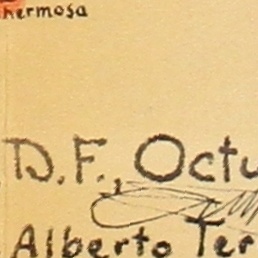 hermosa
D.F., Octu
Alberto Ter